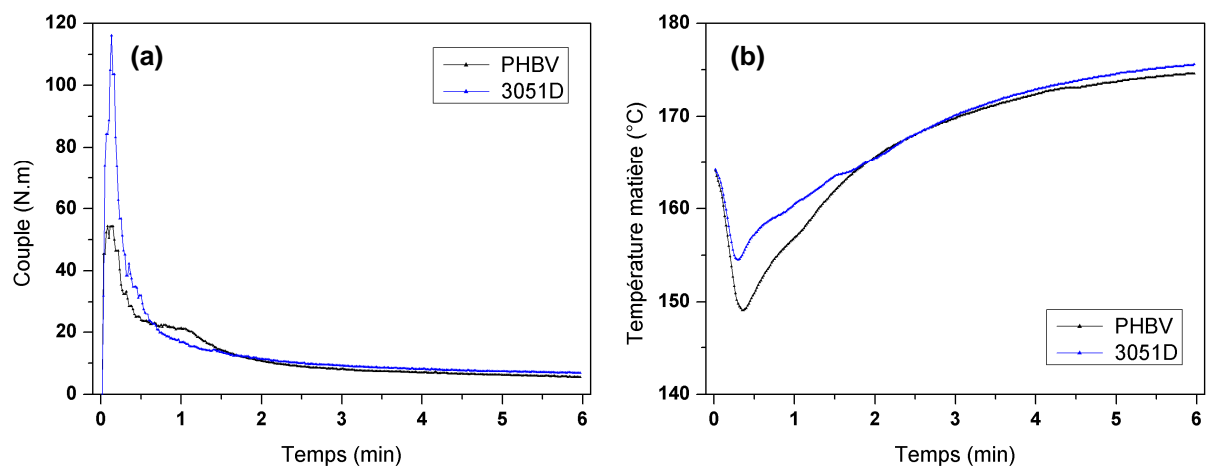 (a)
PHBV
3051D
Couple (N.m)
120
100
80
60
40
20
0
0 1 2 3 4 5 6
Temps (min)
(b)
PHBV
3051D
Température matière (°C)
180
170
160
150
140
0 1 2 3 4 5 6
Temps (min)